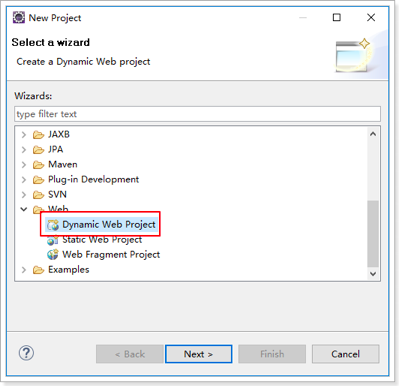 New Project
Select a wizard
Create a Dynamic Web project
Wizards:
type filter text
JAXB
JPA
Maven
Plug-in Development
SVN
Web
Dynamic Web Project
Static Web Project
Web Fragment Project
Examples
?
< Back
Next >
Finish
Cancel